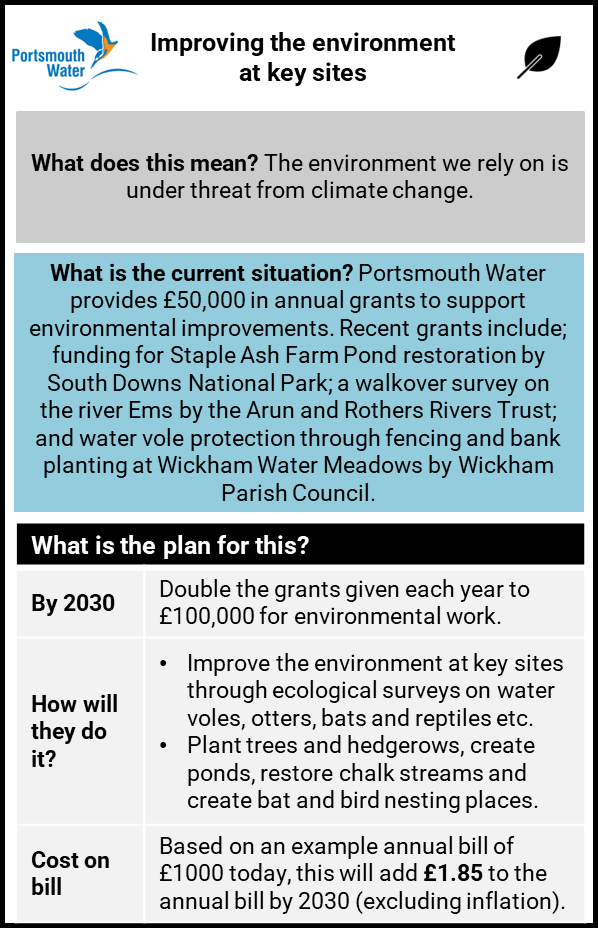 Portsmouth
Water
Improving the environment
at key sites
What does this mean? The environment we rely on is
under threat from climate change.
What is the current situation? Portsmouth Water
provides £50,000 in annual grants to support
environmental improvements. Recent grants include;
funding for Staple Ash Farm Pond restoration by
South Downs National Park; a walkover survey on
the river Ems by the Arun and Rothers Rivers Trust;
and water vole protection through fencing and bank
planting at Wickham Water Meadows by Wickham
Parish Council.
What is the plan for this?
By 2030
Double the grants given each year to
£100,000 for environmental work.
How will
they do
it?
• Improve the environment at key sites
through ecological surveys on water
voles, otters, bats and reptiles etc.
• Plant trees and hedgerows, create
ponds, restore chalk streams and
create bat and bird nesting places.
Cost on
bill
Based on an example annual bill of
£1000 today, this will add £1.85 to the
annual bill by 2030 (excluding inflation).